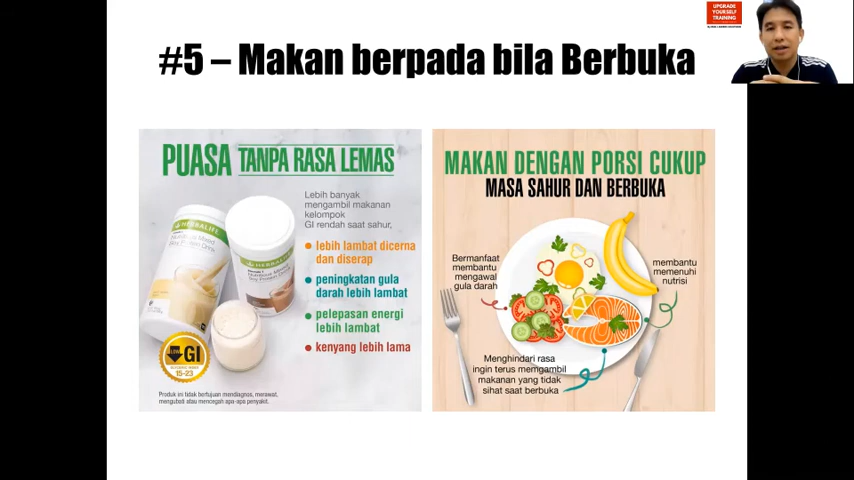 #5 – Makan berpada bila Berbuka
UPGRADE
YOURSELF
TRAINING
PUASA TANPA RASA LEMAS
Lebih banyak
mengambil makanan
kelompok
GI rendah saat sahur,
lebih lambat dicerna
dan diserap
peningkatan gula
darah lebih lambat
pelepasan energi
lebih lambat
kenyang lebih lama
HERBALIFE
HERBALIFE
LOW GI
15-23
Produk ini tidak bertujuan mendiagnos, merawat,
mengubati atau mencegah apa-apa penyakit.
MAKAN DENGAN PORSI CUKUP
MASA SAHUR DAN BERBUKA
Bermanfaat
membantu
mengawal
gula darah
membantu
memenuhi
nutrisi
Menghindari rasa
ingin terus memgambil
makanan yang tidak
sihat saat berbuka